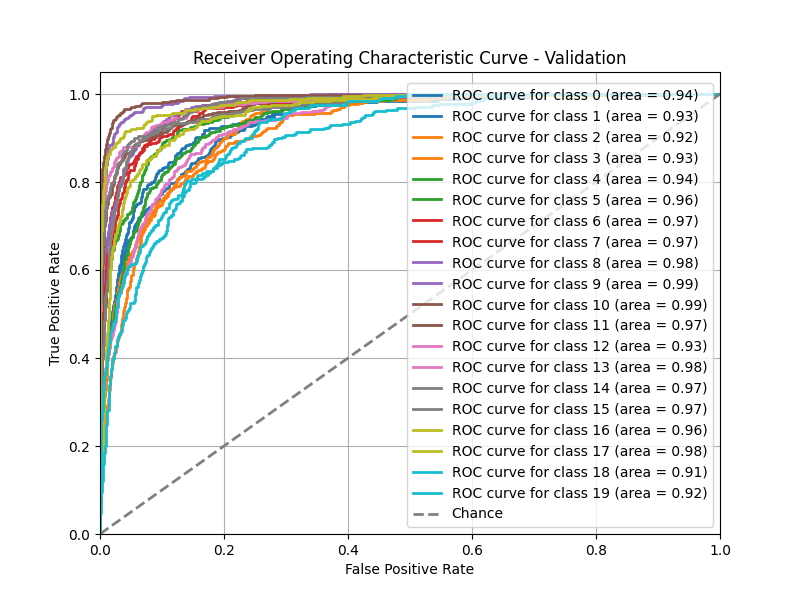 Receiver Operating Characteristic Curve - Validation
True Positive Rate
1.0
0.8
0.6
0.4
0.2
0.0
ROC curve for class 0 (area = 0.94)
ROC curve for class 1 (area = 0.93)
ROC curve for class 2 (area = 0.92)
ROC curve for class 3 (area = 0.93)
ROC curve for class 4 (area = 0.94)
ROC curve for class 5 (area = 0.96)
ROC curve for class 6 (area = 0.97)
ROC curve for class 7 (area = 0.97)
ROC curve for class 8 (area = 0.98)
ROC curve for class 9 (area = 0.99)
ROC curve for class 10 (area = 0.99)
ROC curve for class 11 (area = 0.97)
ROC curve for class 12 (area = 0.93)
ROC curve for class 13 (area = 0.98)
ROC curve for class 14 (area = 0.97)
ROC curve for class 15 (area = 0.97)
ROC curve for class 16 (area = 0.96)
ROC curve for class 17 (area = 0.98)
ROC curve for class 18 (area = 0.91)
ROC curve for class 19 (area = 0.92)
Chance
0.0 0.2 0.4 0.6 0.8 1.0
False Positive Rate